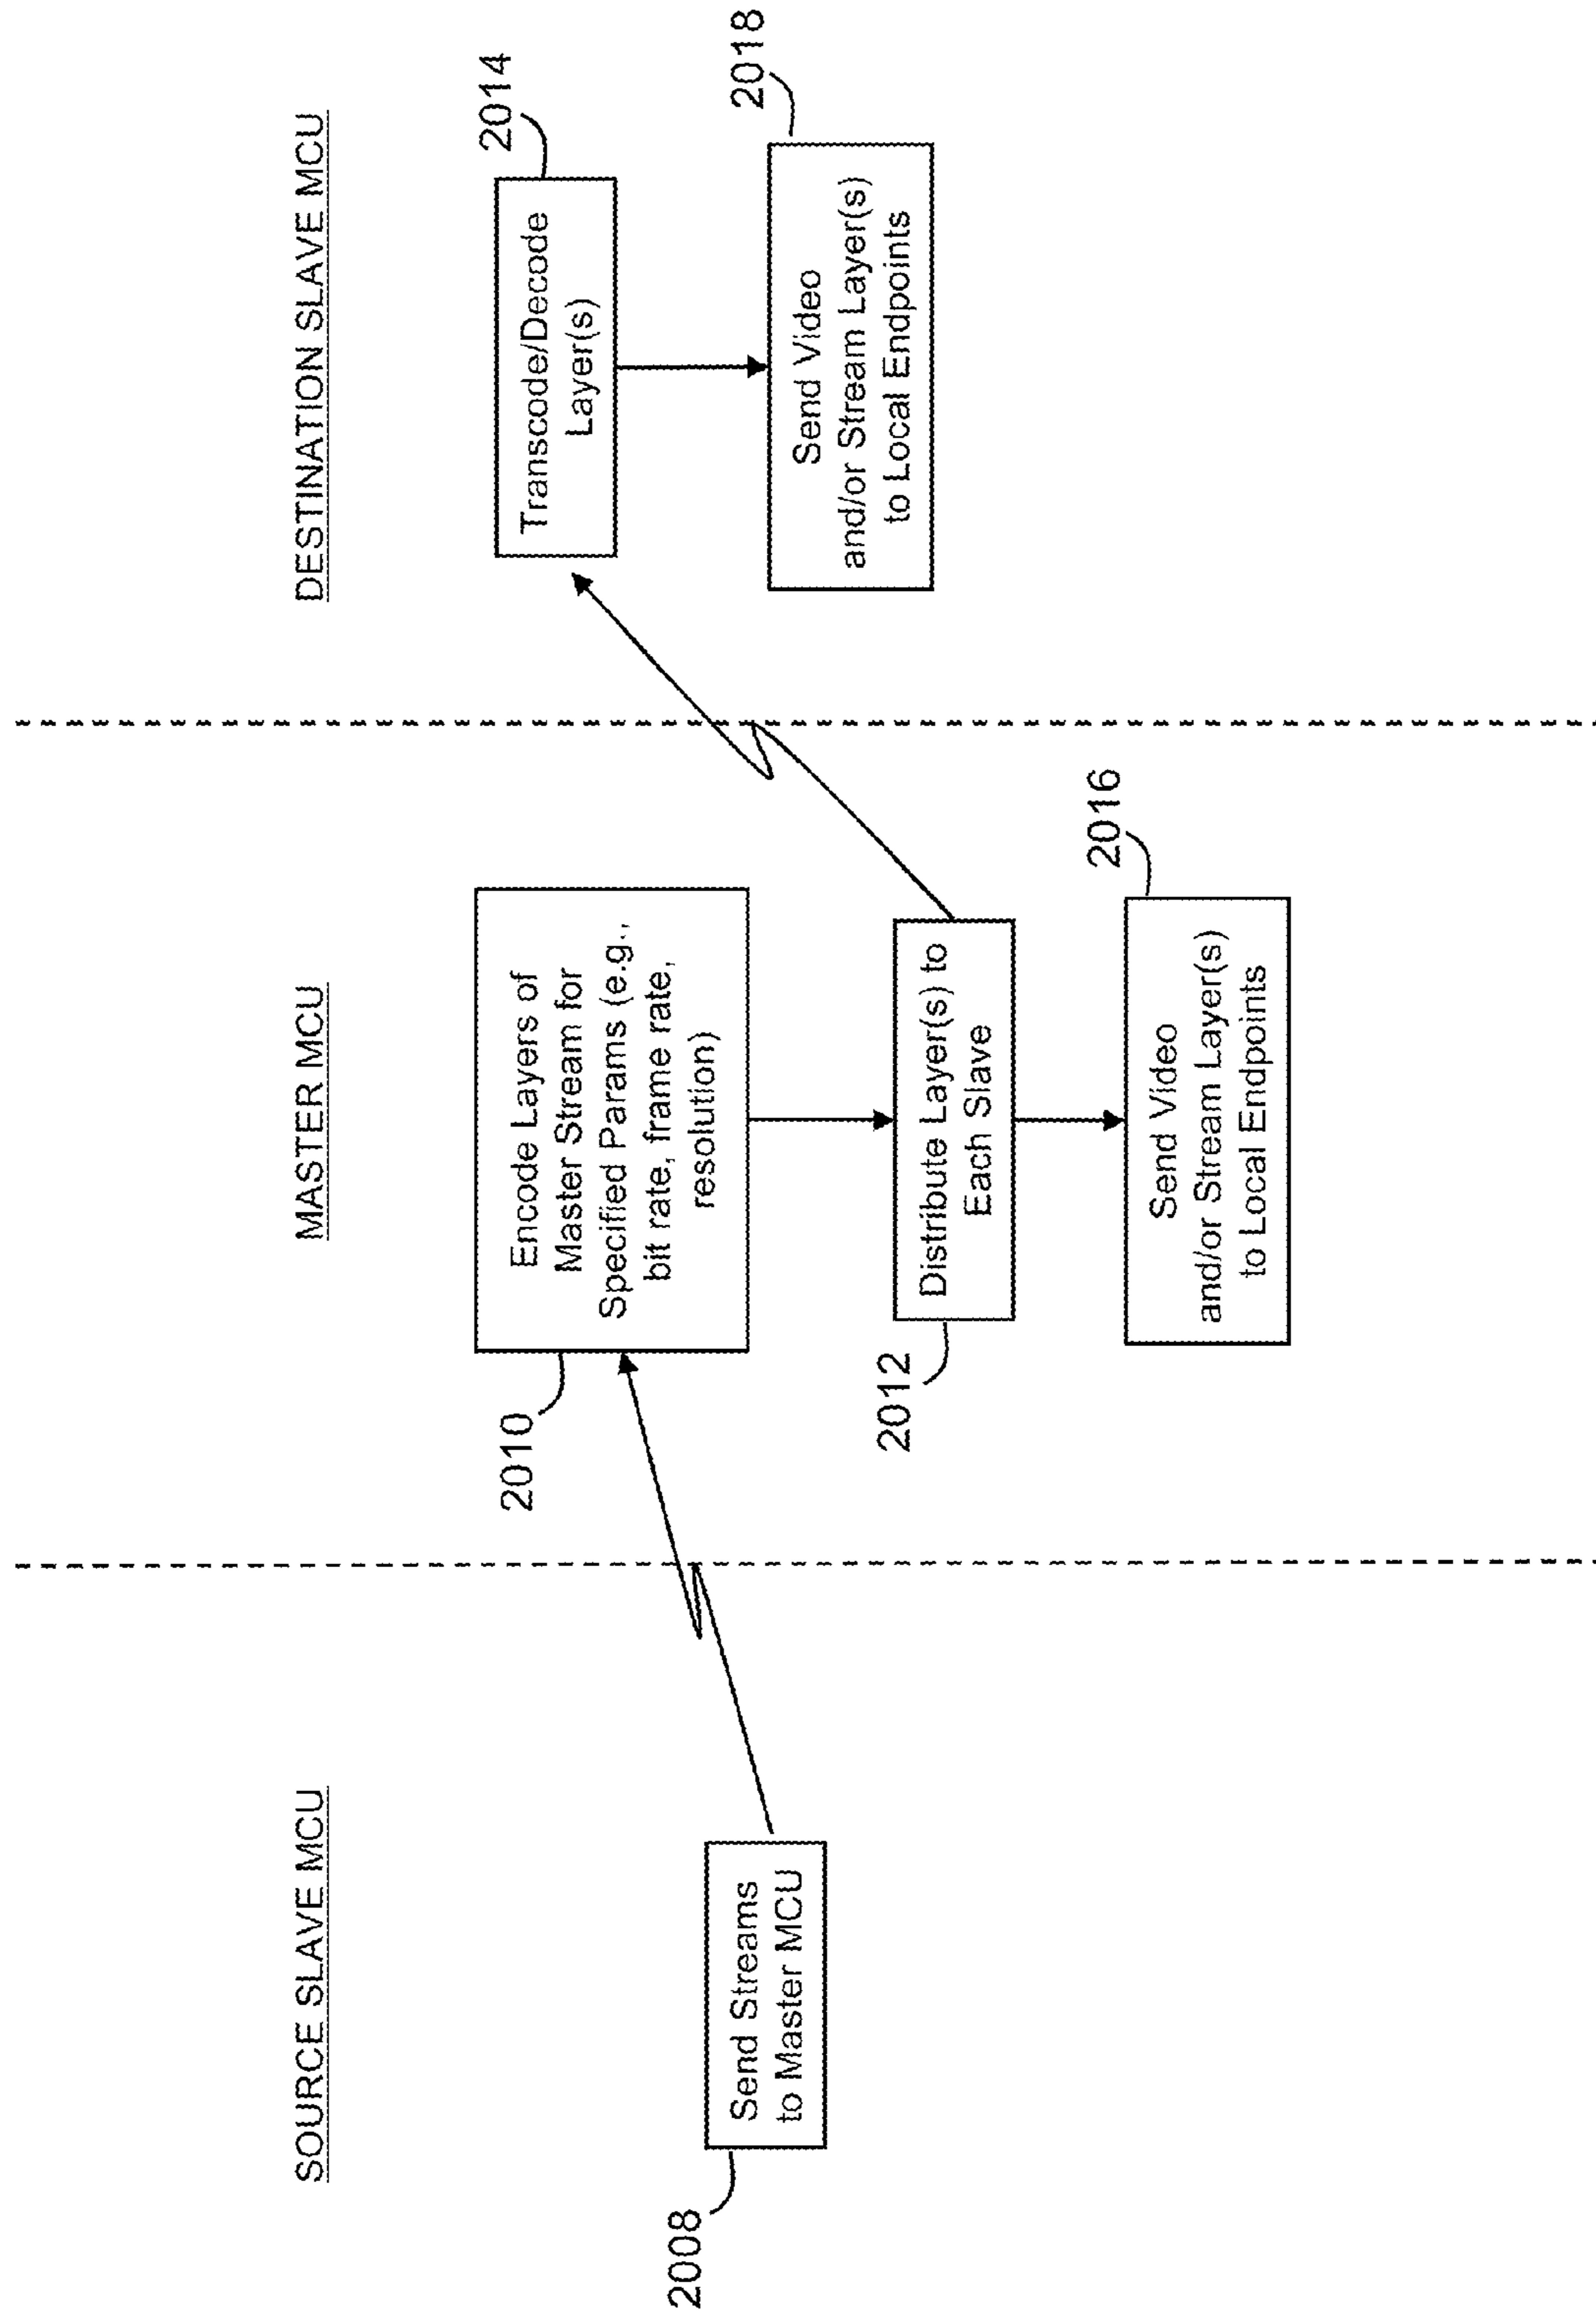 SOURCE SLAVE MCU
2008
Send Streams
to Master MCU
MASTER MCU
2010
Encode Layers of
Master Stream for
Specified Params (e.g.,
bit rate, frame rate,
resolution)
2012
Distribute Layer(s) to
Each Slave
2016
Send Video
and/or Stream Layer(s)
to Local Endpoints
DESTINATION SLAVE MCU
2014
Transcode/Decode
Layer(s)
2018
Send Video
and/or Stream Layer(s)
to Local Endpoints